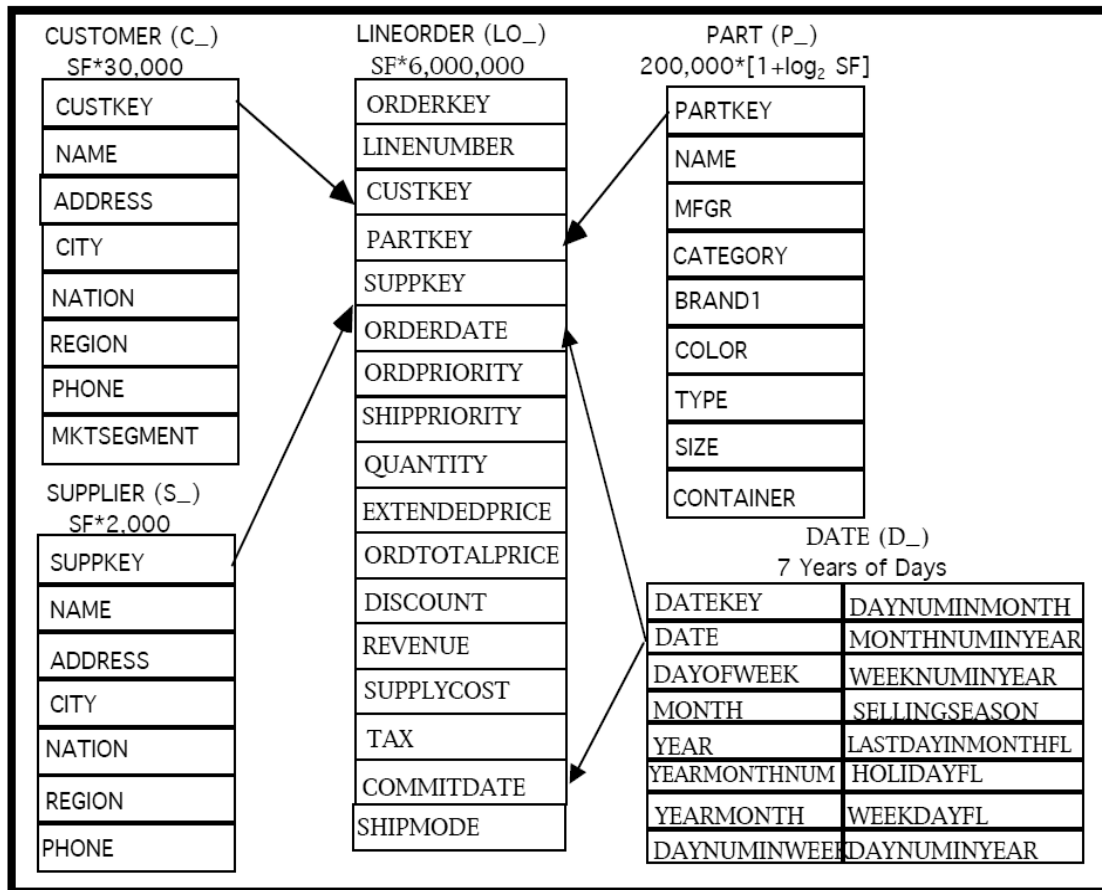 CUSTOMER (C_)
SF*30,000
CUSTKEY
NAME
ADDRESS
CITY
NATION
REGION
PHONE
MKTSEGMENT
SUPPLIER (S_)
SF*2,000
SUPPKEY
NAME
ADDRESS
CITY
NATION
REGION
PHONE
LINEORDER (LO_)
SF*6,000,000
ORDERKEY
LINENUMBER
CUSTKEY
PARTKEY
SUPPKEY
ORDERDATE
ORDPRIORITY
SHIPPRIORITY
QUANTITY
EXTENDEDPRICE
ORDTOTALPRICE
DISCOUNT
REVENUE
SUPPLYCOST
TAX
COMMITDATE
SHIPMODE
PART (P_)
200,000*[1+log₂ SF]
PARTKEY
NAME
MFGR
CATEGORY
BRAND1
COLOR
TYPE
SIZE
CONTAINER
DATE (D_)
7 Years of Days
DATEKEY DAYNUMINMONTH
DATE MONTHNUMINYEAR
DAYOFWEEK WEEKNUMINYEAR
MONTH SELLINGSEASON
YEAR LASTDAYINMONTHFL
YEARMONTHNUM HOLIDAYFL
YEARMONTH WEEKDAYFL
DAYNUMINWEEK DAYNUMINYEAR